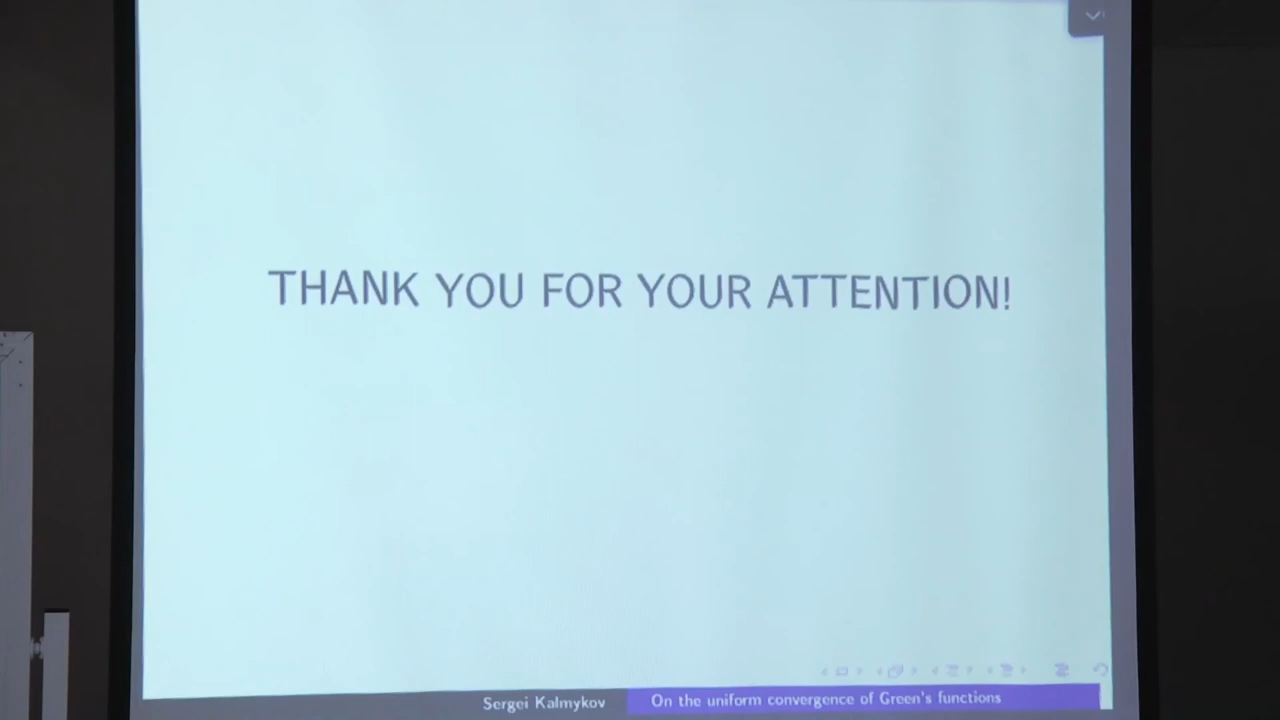 THANK YOU FOR YOUR ATTENTION!
Sergei Kalmykov On the uniform convergence of Green's functions